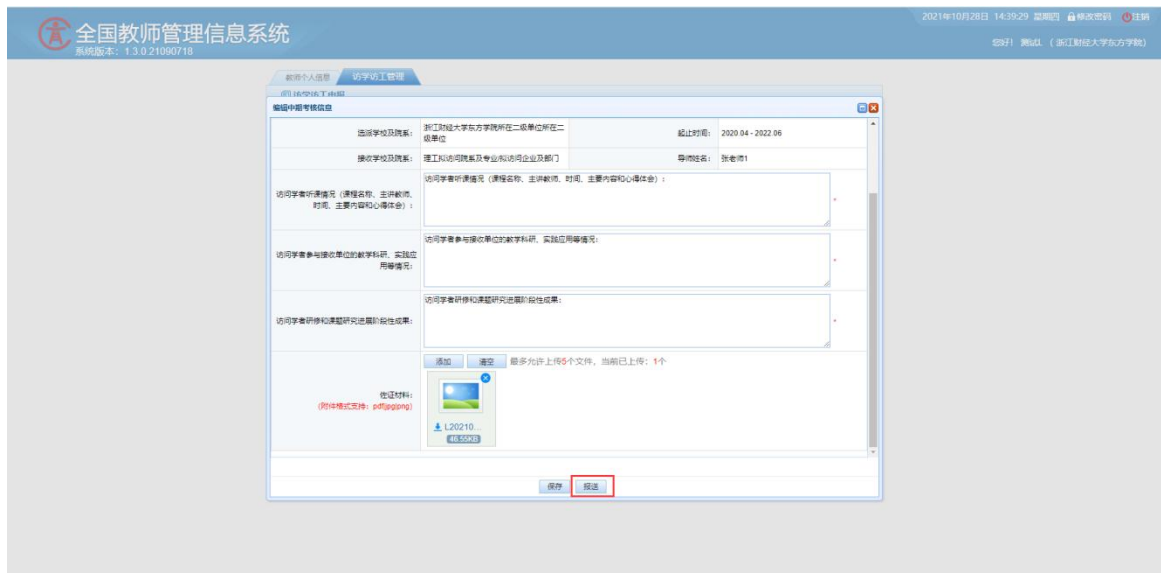 2021年10月28日 14:39:29 星期四 修改密码 注销
全国教师管理信息系统
系统版本：1.3.0.21090718
您好！ 测试L （浙江财经大学东方学院）
教师个人信息 访学访工管理
访学访工申报
编辑中期考核信息
选派学校及院系： 浙江财经大学东方学院所在二级单位所在二级单位 起止时间： 2020.04 - 2022.06
接收学校及院系： 理工拟访问院系及专业/拟访问企业及部门 导师姓名： 张老师1
访问学者听课情况（课程名称、主讲教师、
时间、主要内容和心得体会）：
访问学者听课情况（课程名称、主讲教师、时间、主要内容和心得体会）：
*
访问学者参与接收单位的教学科研、实践应
用等情况：
访问学者参与接收单位的教学科研、实践应用等情况：
*
访问学者研修和课题研究进展阶段性成果：
访问学者研修和课题研究进展阶段性成果：
*
添加 清空 最多允许上传5个文件，当前已上传：1个
佐证材料：
（附件格式支持：pdf|jpg|png）
L20210...
46.55KB
保存 报送